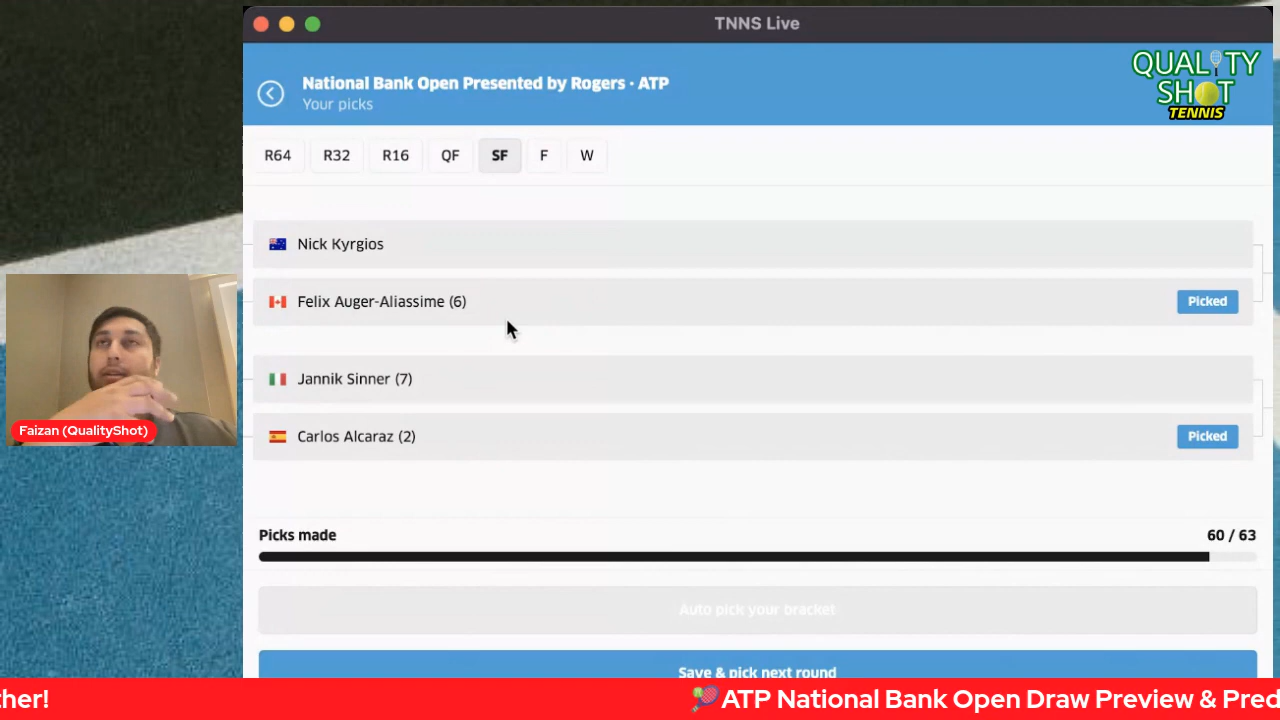 TNNS Live
National Bank Open Presented by Rogers · ATP
Your picks
QUALITY
SHOT
TENNIS
R64 R32 R16 QF SF F W
Nick Kyrgios
Felix Auger-Aliassime (6) Picked
Jannik Sinner (7)
Carlos Alcaraz (2) Picked
Faizan (QualityShot)
Picks made 60 / 63
Auto pick your bracket
Save & pick next round
ther! ATP National Bank Open Draw Preview & Pred